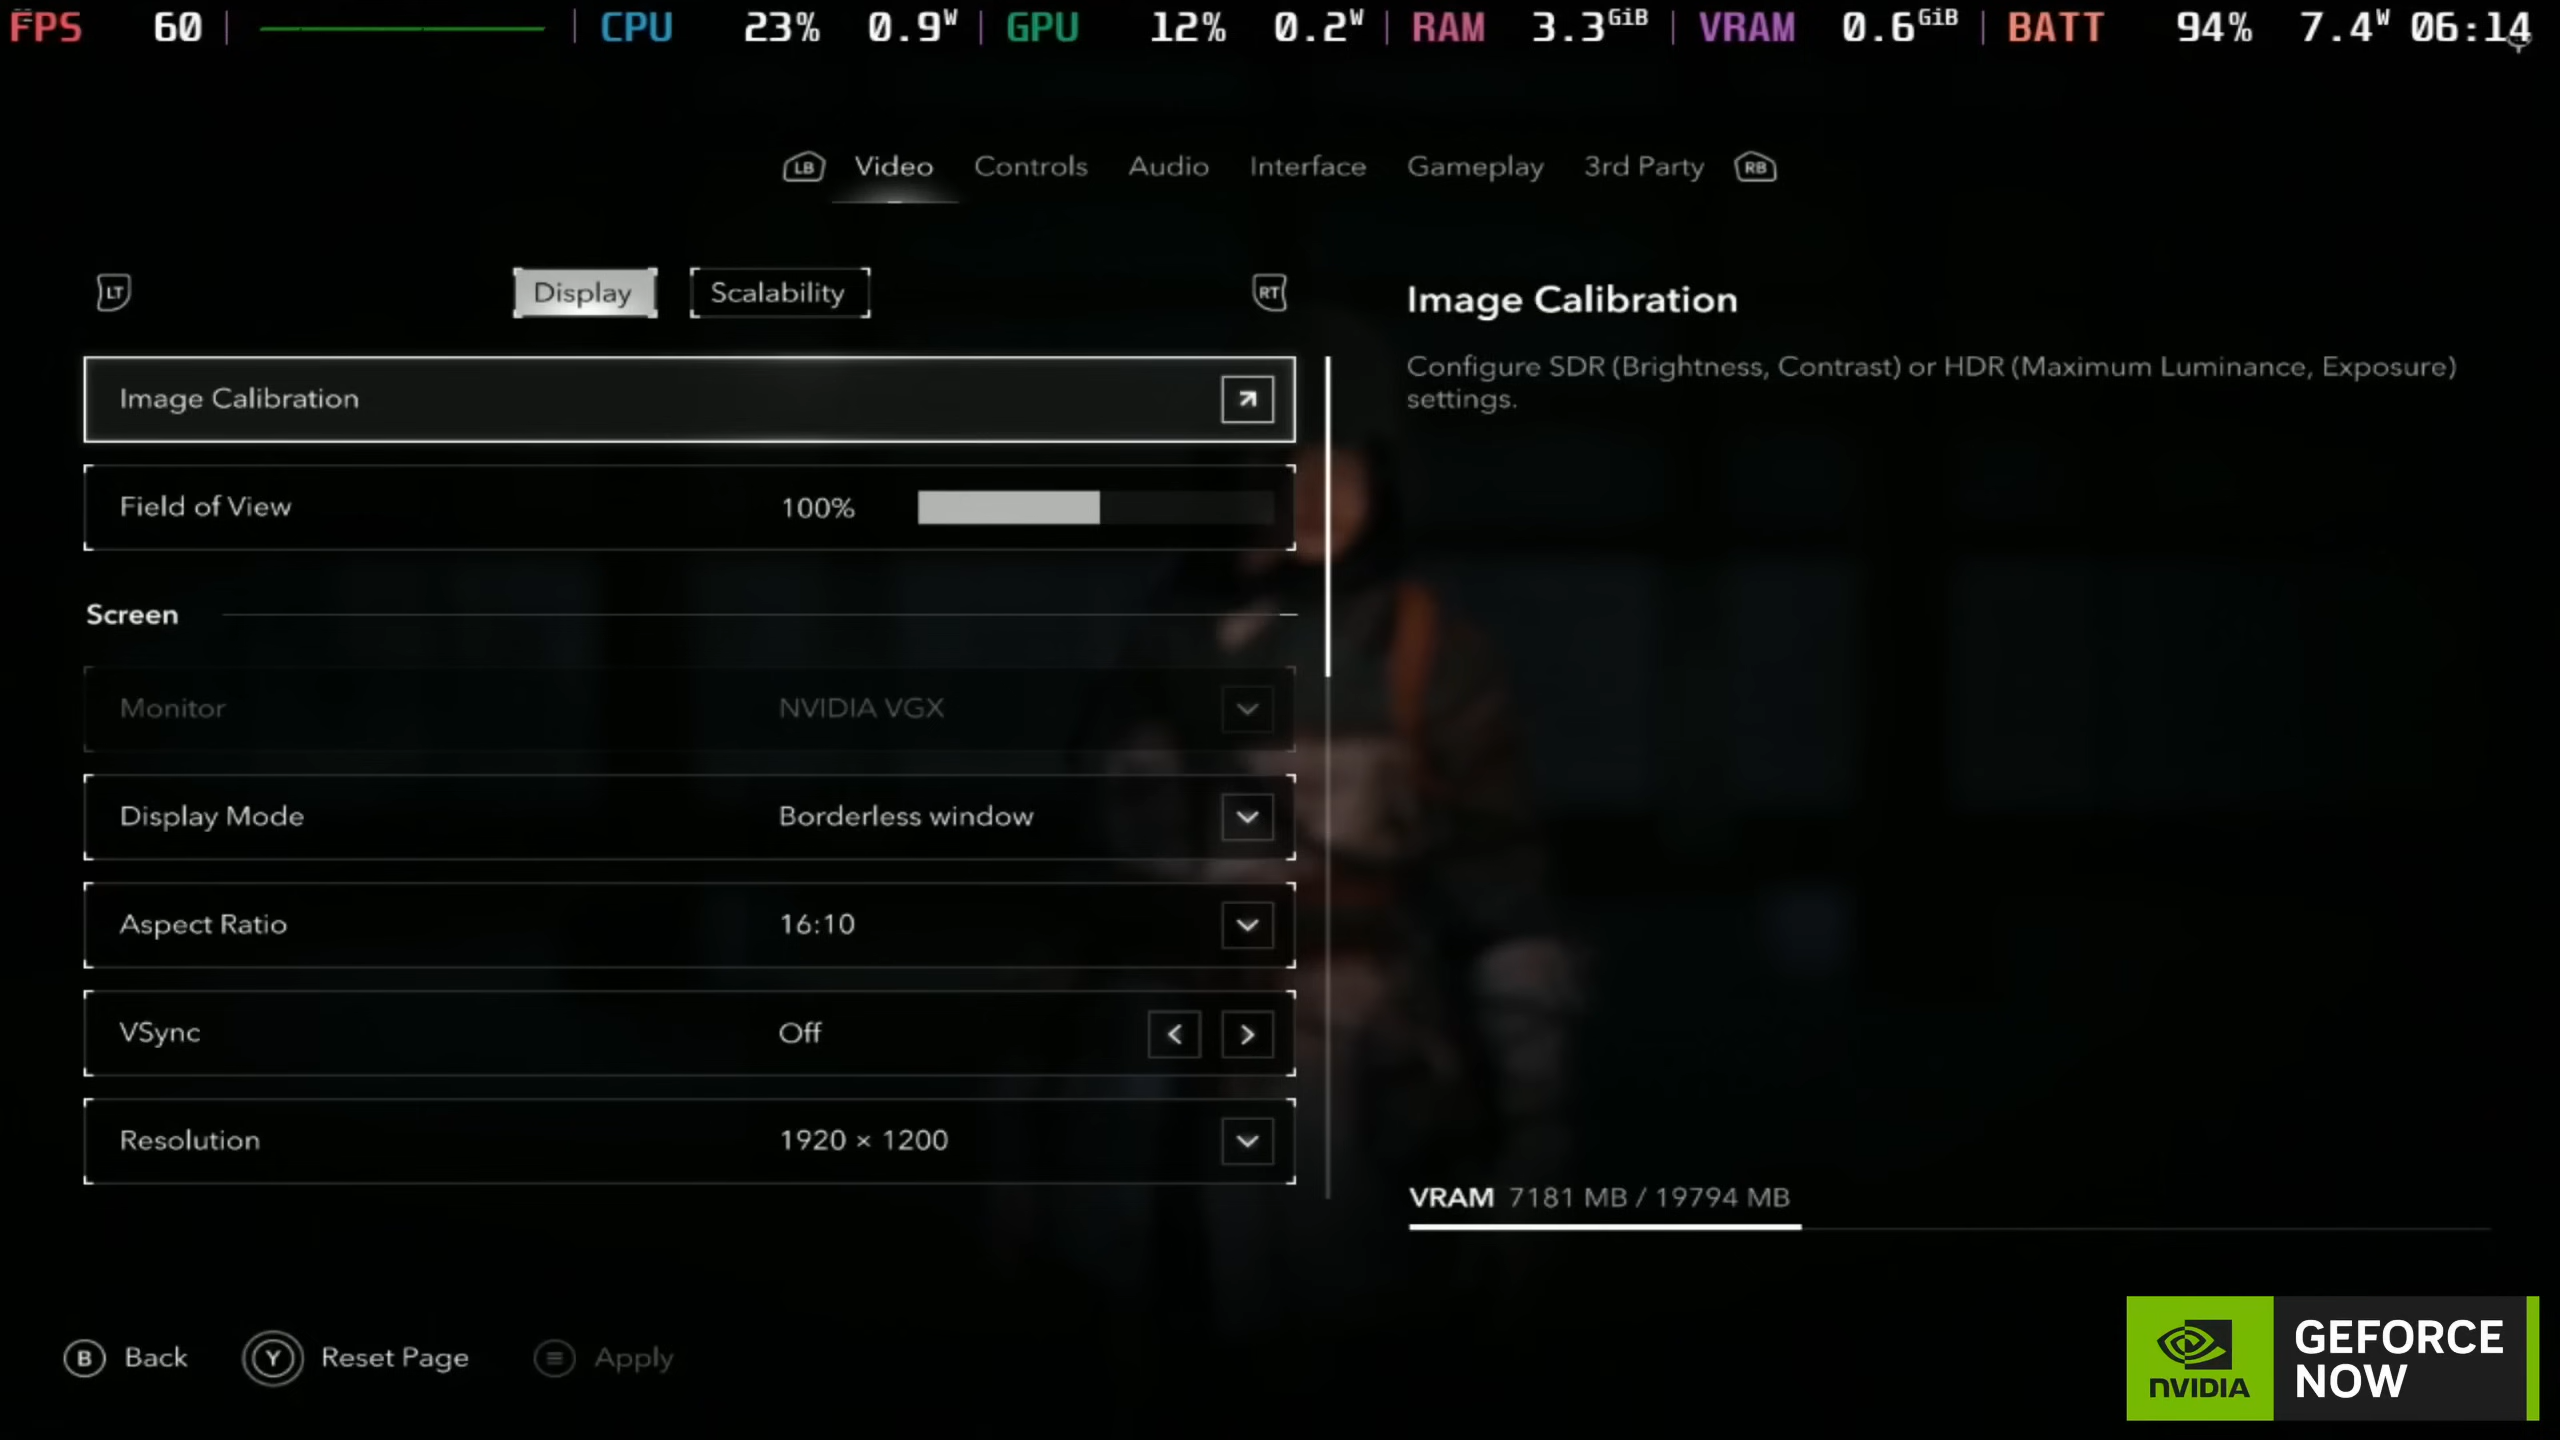 FPS 60 CPU 23% 0.9W GPU 12% 0.2W RAM 3.3GiB VRAM 0.6GiB BATT 94% 7.4W 06:14
LB Video Controls Audio Interface Gameplay 3rd Party RB
LT Display Scalability RT
Image Calibration
Field of View 100%
Screen
Monitor NVIDIA VGX
Display Mode Borderless window
Aspect Ratio 16:10
VSync Off
Resolution 1920 × 1200
Image Calibration
Configure SDR (Brightness, Contrast) or HDR (Maximum Luminance, Exposure)
settings.
VRAM 7181 MB / 19794 MB
B Back Y Reset Page Apply
NVIDIA
GEFORCE
NOW